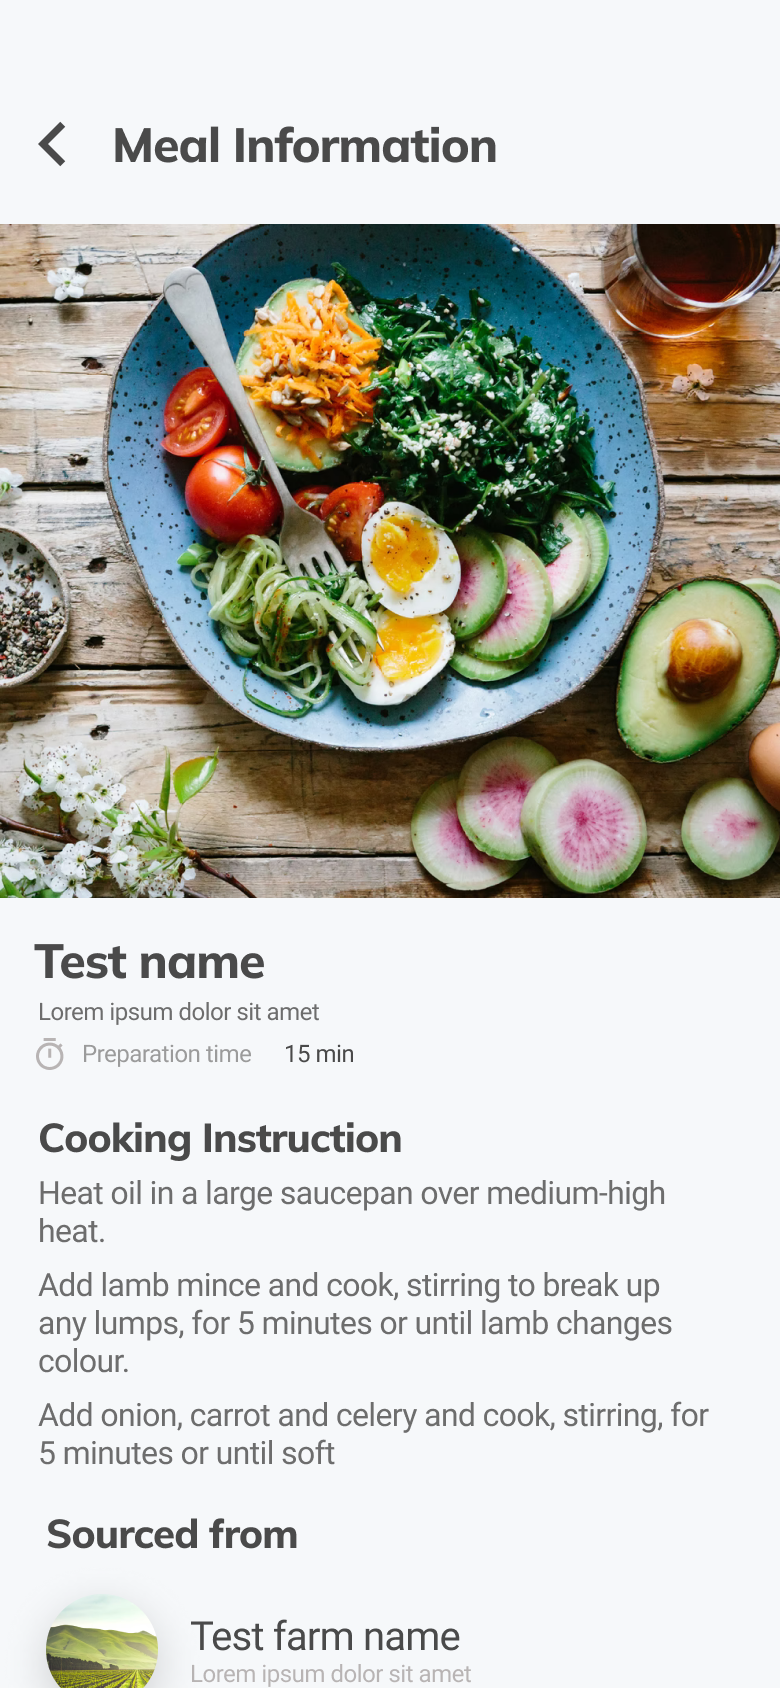 Meal Information
Test name
Lorem ipsum dolor sit amet
Preparation time 15 min
Cooking Instruction
Heat oil in a large saucepan over medium-high
heat.
Add lamb mince and cook, stirring to break up
any lumps, for 5 minutes or until lamb changes
colour.
Add onion, carrot and celery and cook, stirring, for
5 minutes or until soft
Sourced from
Test farm name
Lorem ipsum dolor sit amet